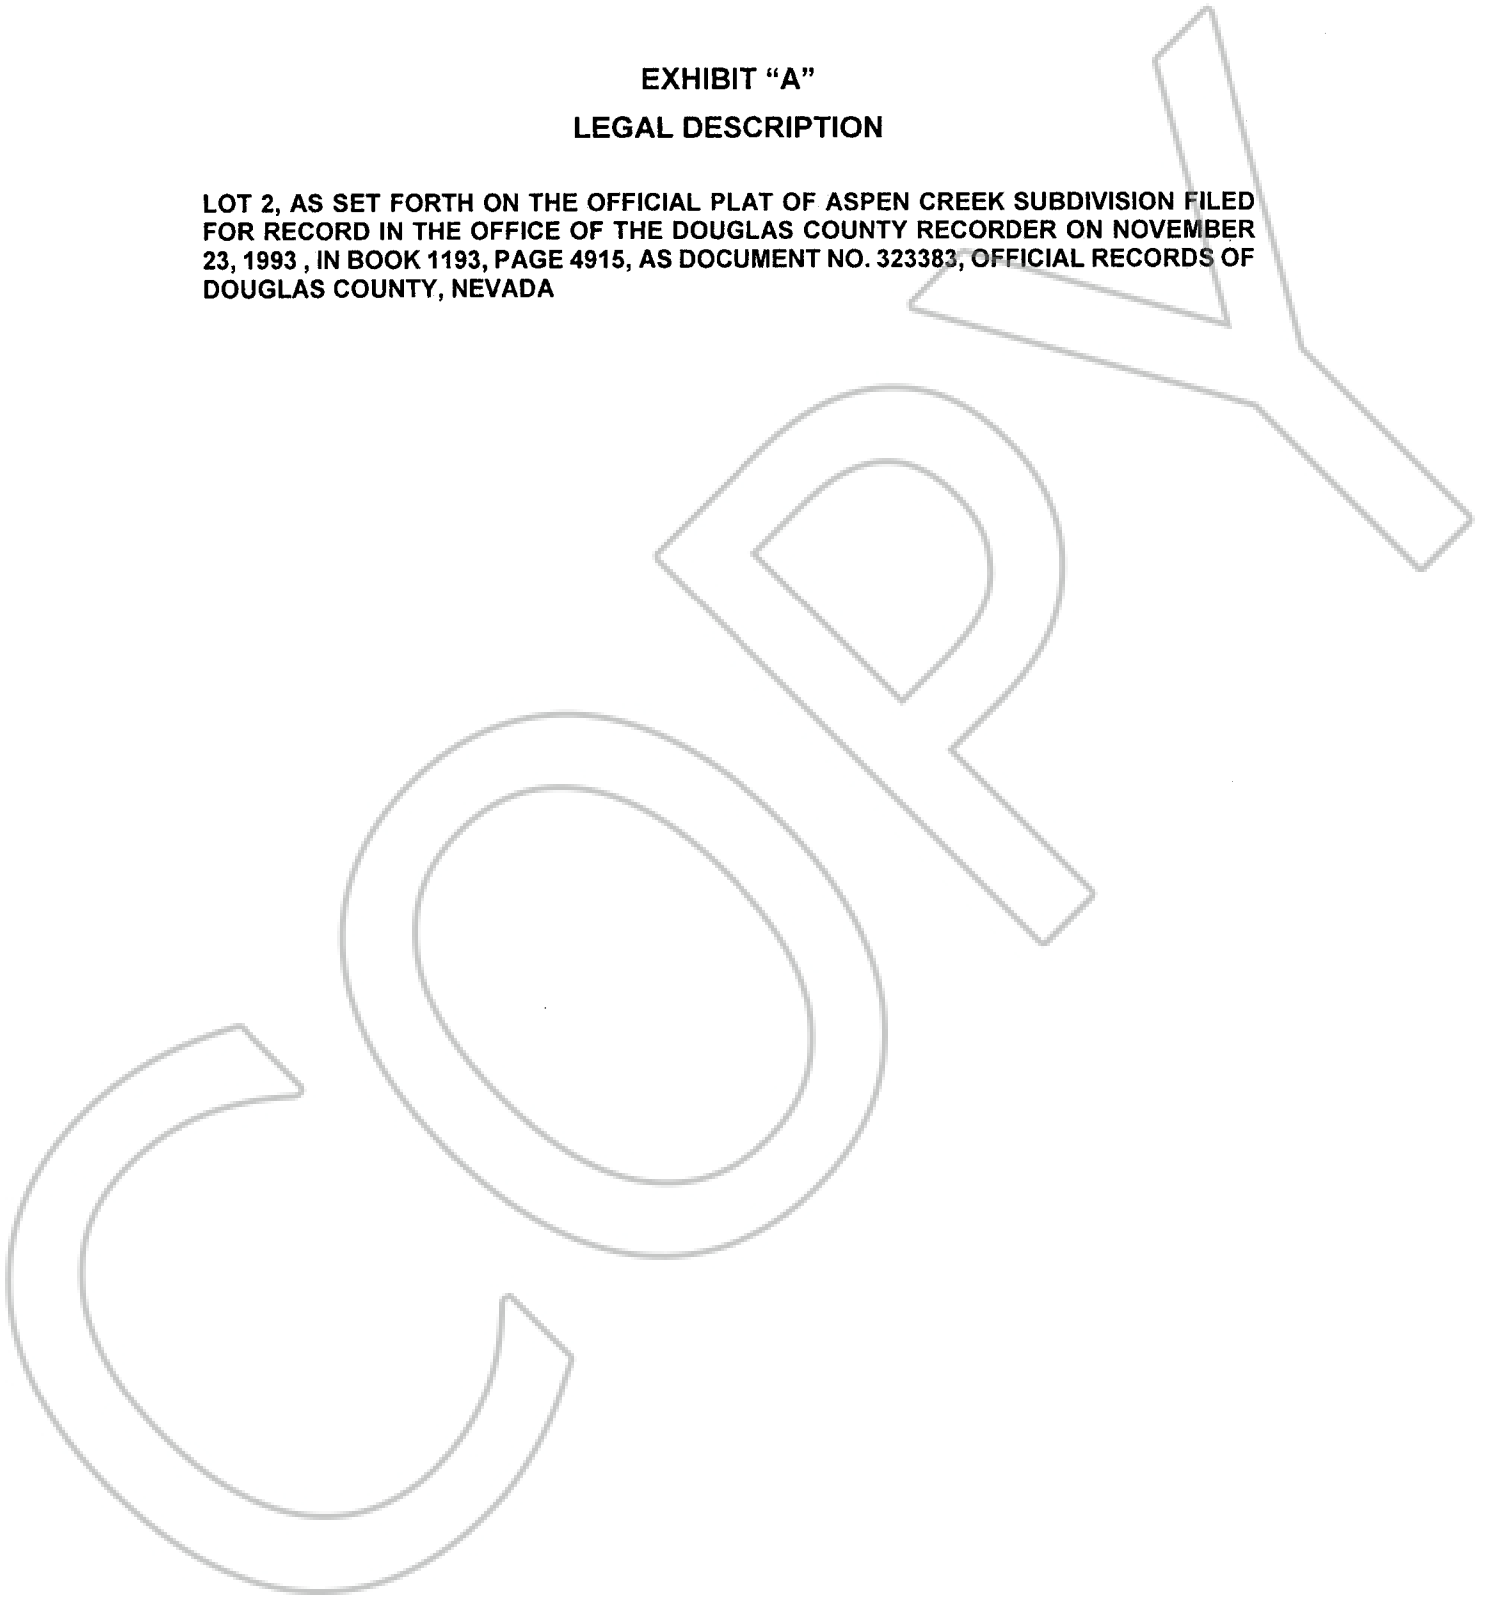 EXHIBIT “A”
LEGAL DESCRIPTION
LOT 2, AS SET FORTH ON THE OFFICIAL PLAT OF ASPEN CREEK SUBDIVISION FILED
FOR RECORD IN THE OFFICE OF THE DOUGLAS COUNTY RECORDER ON NOVEMBER
23, 1993 , IN BOOK 1193, PAGE 4915, AS DOCUMENT NO. 323383, OFFICIAL RECORDS OF
DOUGLAS COUNTY, NEVADA
COPY